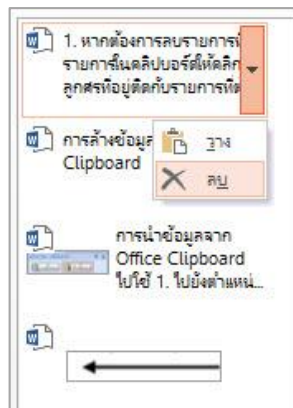 1. หากต้องการลบรายการที่
รายการในคลิปบอร์ดให้คลิก
ลูกศรที่อยู่ติดกับรายการที่ต
การล้างข้อมูล
Clipboard
วาง
ลบ
การนำข้อมูลจาก
Office Clipboard
ไปใช้ 1. ไปยังตำแหน่...